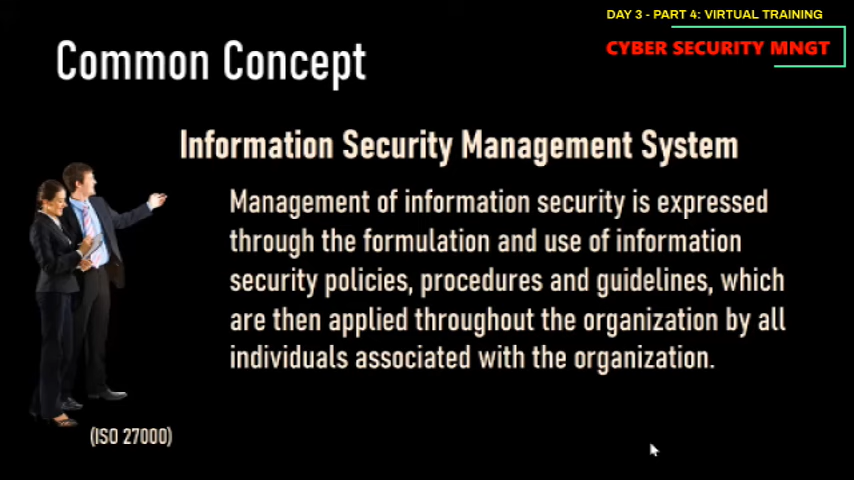 DAY 3 - PART 4: VIRTUAL TRAINING
CYBER SECURITY MNGT
Common Concept
Information Security Management System
Management of information security is expressed
through the formulation and use of information
security policies, procedures and guidelines, which
are then applied throughout the organization by all
individuals associated with the organization.
(ISO 27000)